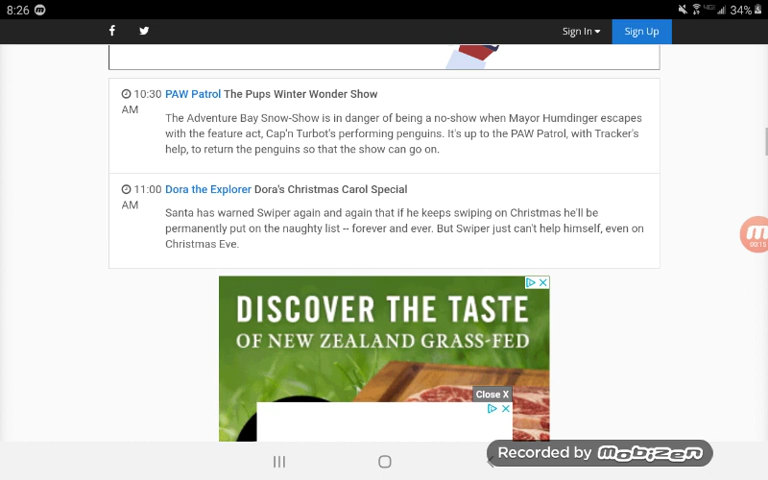 8:26 34%
Sign In Sign Up
10:30 AM PAW Patrol The Pups Winter Wonder Show
The Adventure Bay Snow-Show is in danger of being a no-show when Mayor Humdinger escapes
with the feature act, Cap'n Turbot's performing penguins. It's up to the PAW Patrol, with Tracker's
help, to return the penguins so that the show can go on.
11:00 AM Dora the Explorer Dora's Christmas Carol Special
Santa has warned Swiper again and again that if he keeps swiping on Christmas he'll be
permanently put on the naughty list -- forever and ever. But Swiper just can't help himself, even on
Christmas Eve.
00:15
DISCOVER THE TASTE
OF NEW ZEALAND GRASS-FED
Close X
Recorded by mobizen